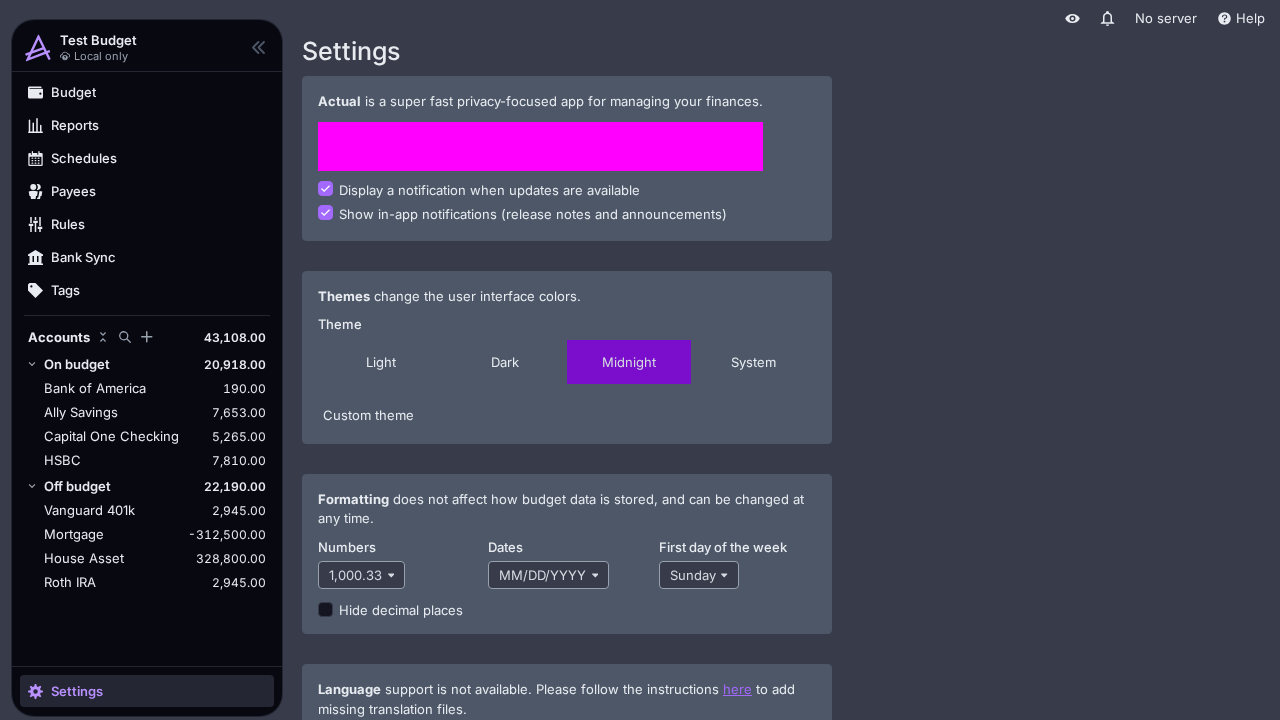 No server
Help
Test Budget
Local only
Budget
Reports
Schedules
Payees
Rules
Bank Sync
Tags
Accounts 43,108.00
On budget 20,918.00
Bank of America 190.00
Ally Savings 7,653.00
Capital One Checking 5,265.00
HSBC 7,810.00
Off budget 22,190.00
Vanguard 401k 2,945.00
Mortgage -312,500.00
House Asset 328,800.00
Roth IRA 2,945.00
Settings
Settings
Actual is a super fast privacy-focused app for managing your finances.
Display a notification when updates are available
Show in-app notifications (release notes and announcements)
Themes change the user interface colors.
Theme
Light Dark Midnight System
Custom theme
Formatting does not affect how budget data is stored, and can be changed at
any time.
Numbers Dates First day of the week
1,000.33 MM/DD/YYYY Sunday
Hide decimal places
Language support is not available. Please follow the instructions here to add
missing translation files.